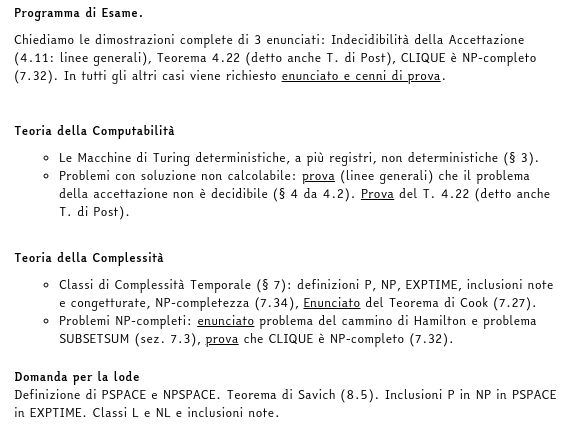 Programma di Esame.
Chiediamo le dimostrazioni complete di 3 enunciati: Indecidibilità della Accettazione
(4.11: linee generali), Teorema 4.22 (detto anche T. di Post), CLIQUE è NP-completo
(7.32). In tutti gli altri casi viene richiesto enunciato e cenni di prova.
Teoria della Computabilità
○ Le Macchine di Turing deterministiche, a più registri, non deterministiche (§ 3).
○ Problemi con soluzione non calcolabile: prova (linee generali) che il problema
della accettazione non è decidibile (§ 4 da 4.2). Prova del T. 4.22 (detto anche
T. di Post).
Teoria della Complessità
○ Classi di Complessità Temporale (§ 7): definizioni P, NP, EXPTIME, inclusioni note
e congetturate, NP-completezza (7.34), Enunciato del Teorema di Cook (7.27).
○ Problemi NP-completi: enunciato problema del cammino di Hamilton e problema
SUBSETSUM (sez. 7.3), prova che CLIQUE è NP-completo (7.32).
Domanda per la lode
Definizione di PSPACE e NPSPACE. Teorema di Savich (8.5). Inclusioni P in NP in PSPACE
in EXPTIME. Classi L e NL e inclusioni note.